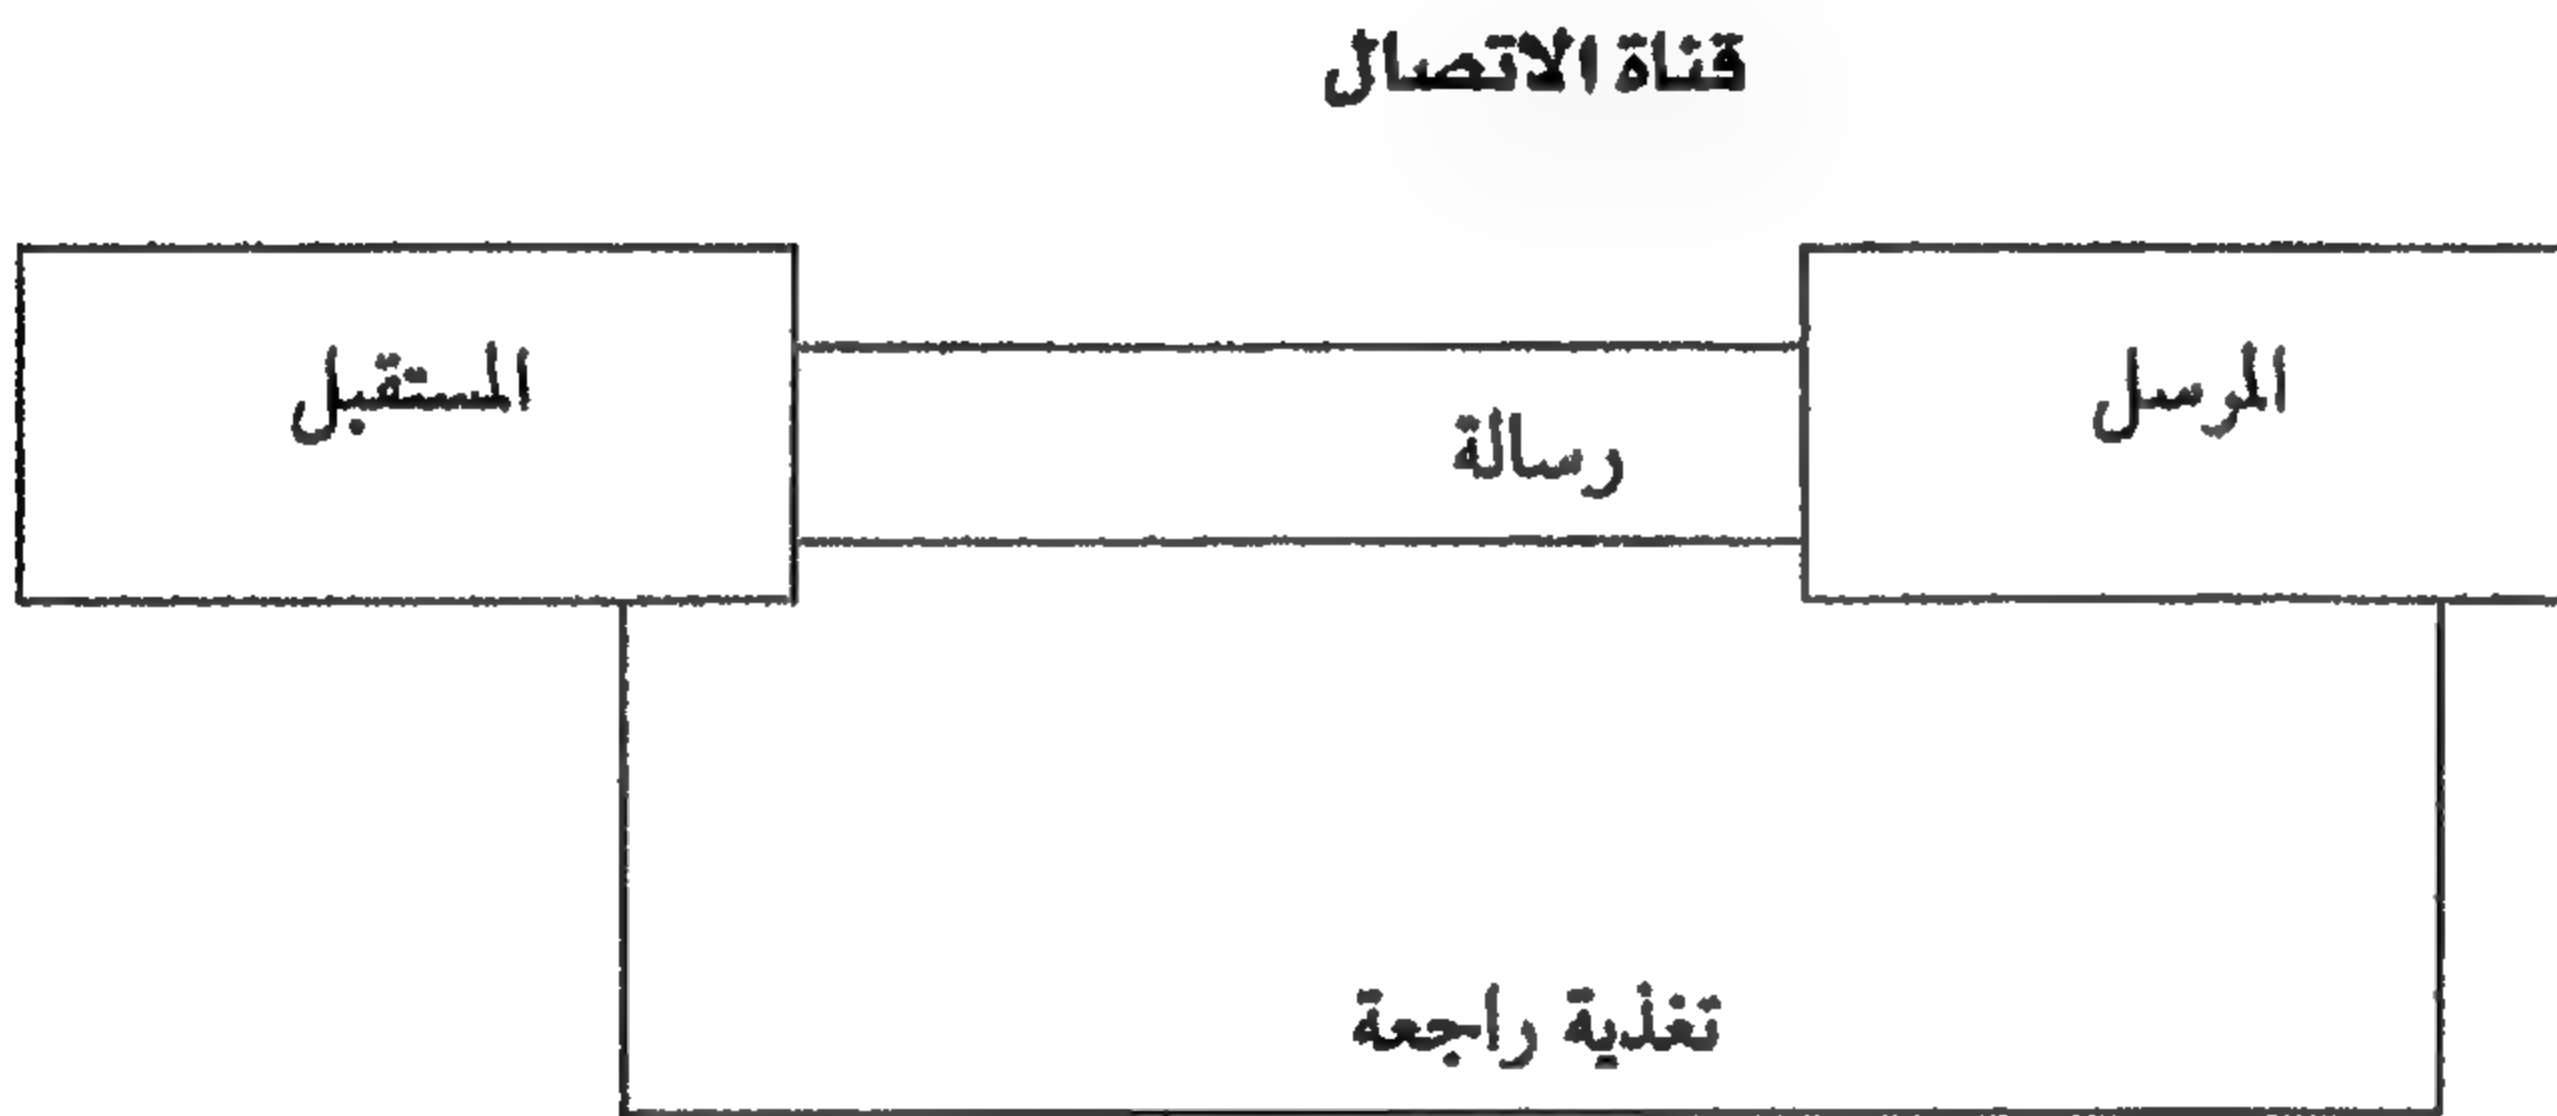 قناة الاتصال
المرسل
المستقبل
رسالة
تغذية راجعة